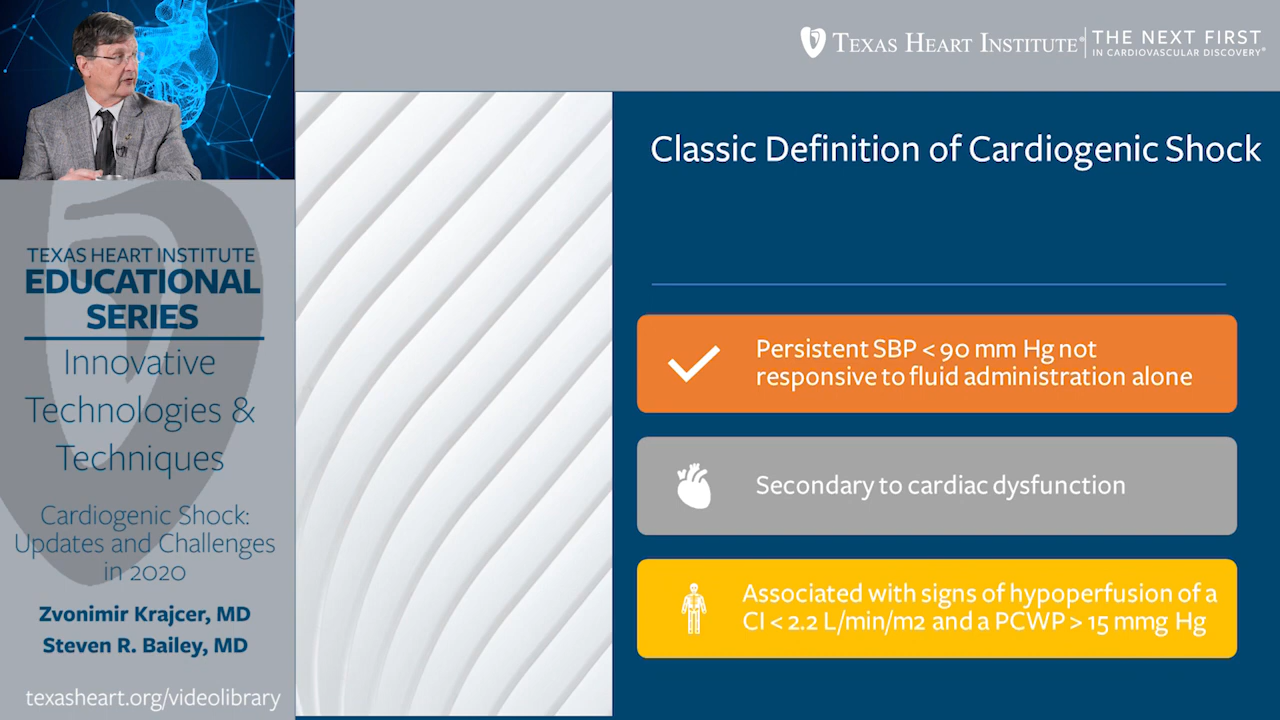 TEXAS HEART INSTITUTE® THE NEXT FIRST
IN CARDIOVASCULAR DISCOVERY®
Classic Definition of Cardiogenic Shock
Persistent SBP < 90 mm Hg not
responsive to fluid administration alone
Secondary to cardiac dysfunction
Associated with signs of hypoperfusion of a
CI < 2.2 L/min/m2 and a PCWP > 15 mmg Hg
TEXAS HEART INSTITUTE
EDUCATIONAL
SERIES
Innovative
Technologies &
Techniques
Cardiogenic Shock:
Updates and Challenges
in 2020
Zvonimir Krajcer, MD
Steven R. Bailey, MD
texasheart.org/videolibrary